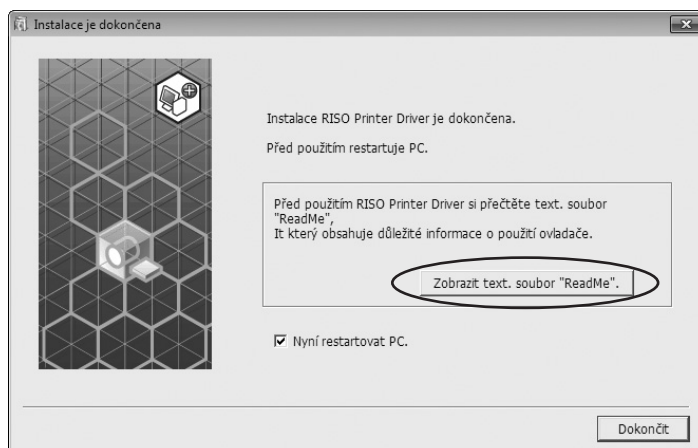 Instalace je dokončena
Instalace RISO Printer Driver je dokončena.
Před použitím restartuje PC.
Před použitím RISO Printer Driver si přečtěte text. soubor
"ReadMe",
It který obsahuje důležité informace o použití ovladače.
Zobrazit text. soubor "ReadMe".
Nyní restartovat PC.
Dokončit